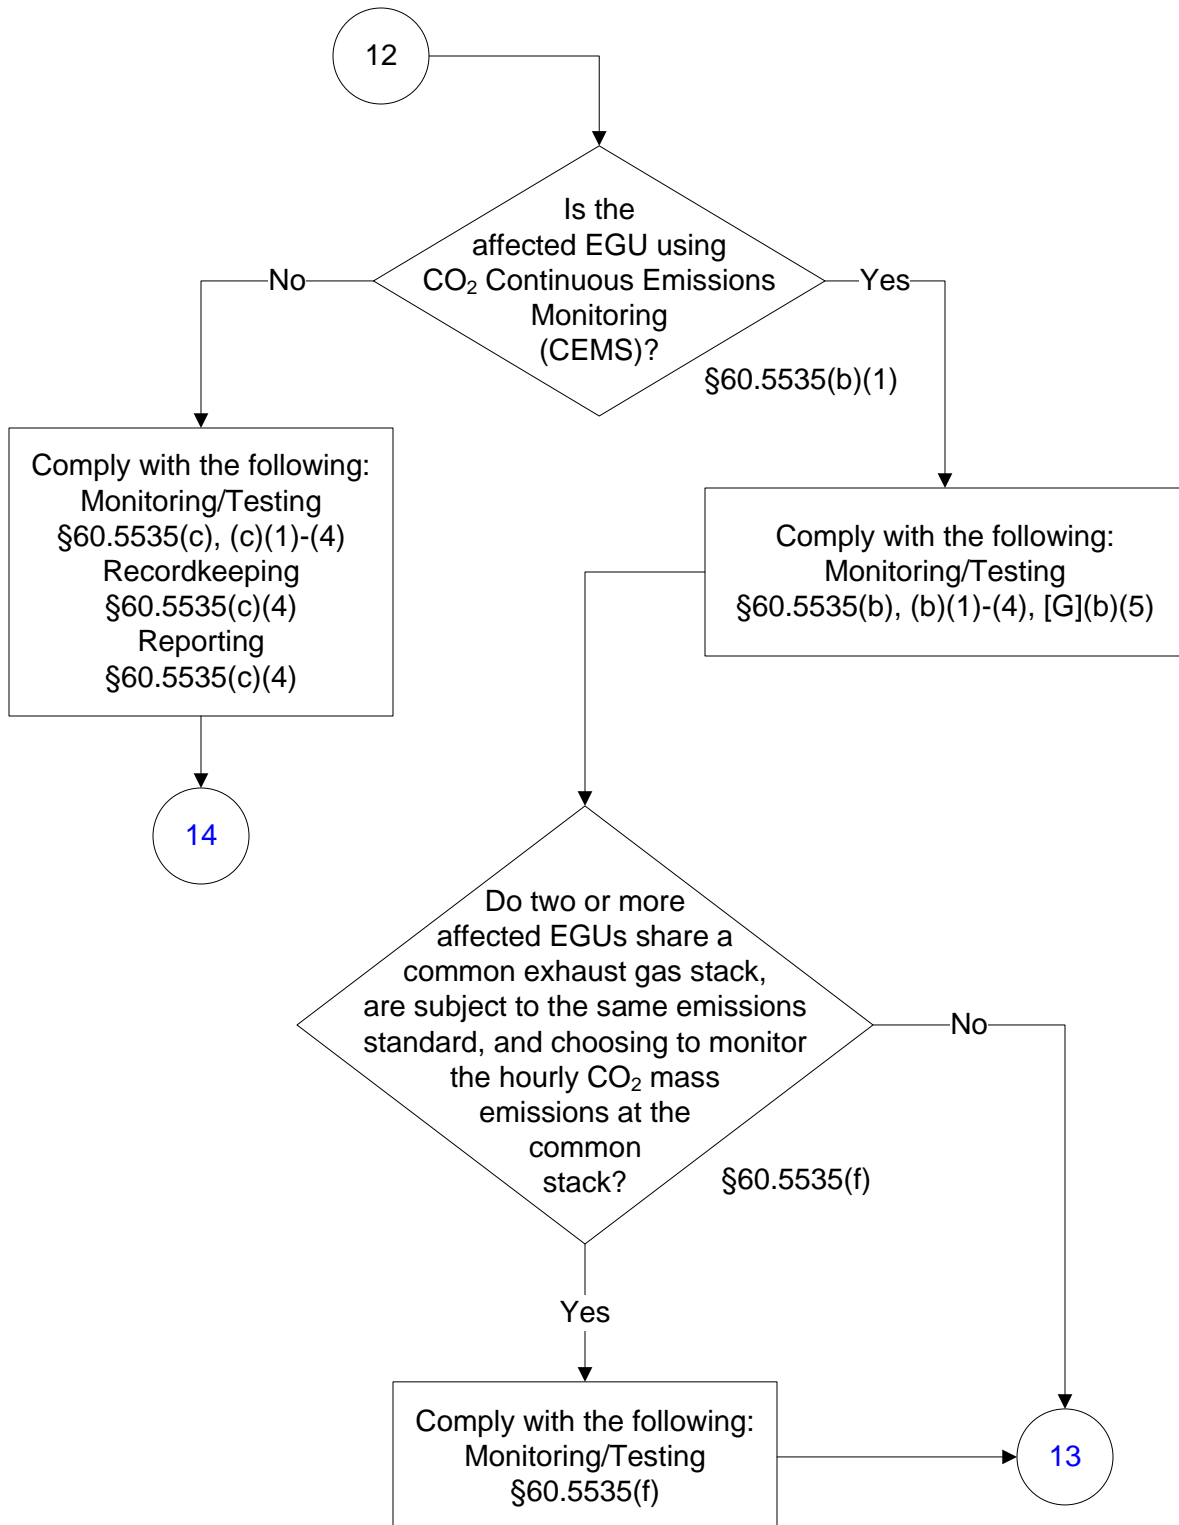 12
Is the
affected EGU using
CO₂ Continuous Emissions
Monitoring
(CEMS)?
No
Yes
§60.5535(b)(1)
Comply with the following:
Monitoring/Testing
§60.5535(c), (c)(1)-(4)
Recordkeeping
§60.5535(c)(4)
Reporting
§60.5535(c)(4)
Comply with the following:
Monitoring/Testing
§60.5535(b), (b)(1)-(4), [G](b)(5)
14
Do two or more
affected EGUs share a
common exhaust gas stack,
are subject to the same emissions
standard, and choosing to monitor
the hourly CO₂ mass
emissions at the
common
stack?
No
§60.5535(f)
Yes
Comply with the following:
Monitoring/Testing
§60.5535(f)
13